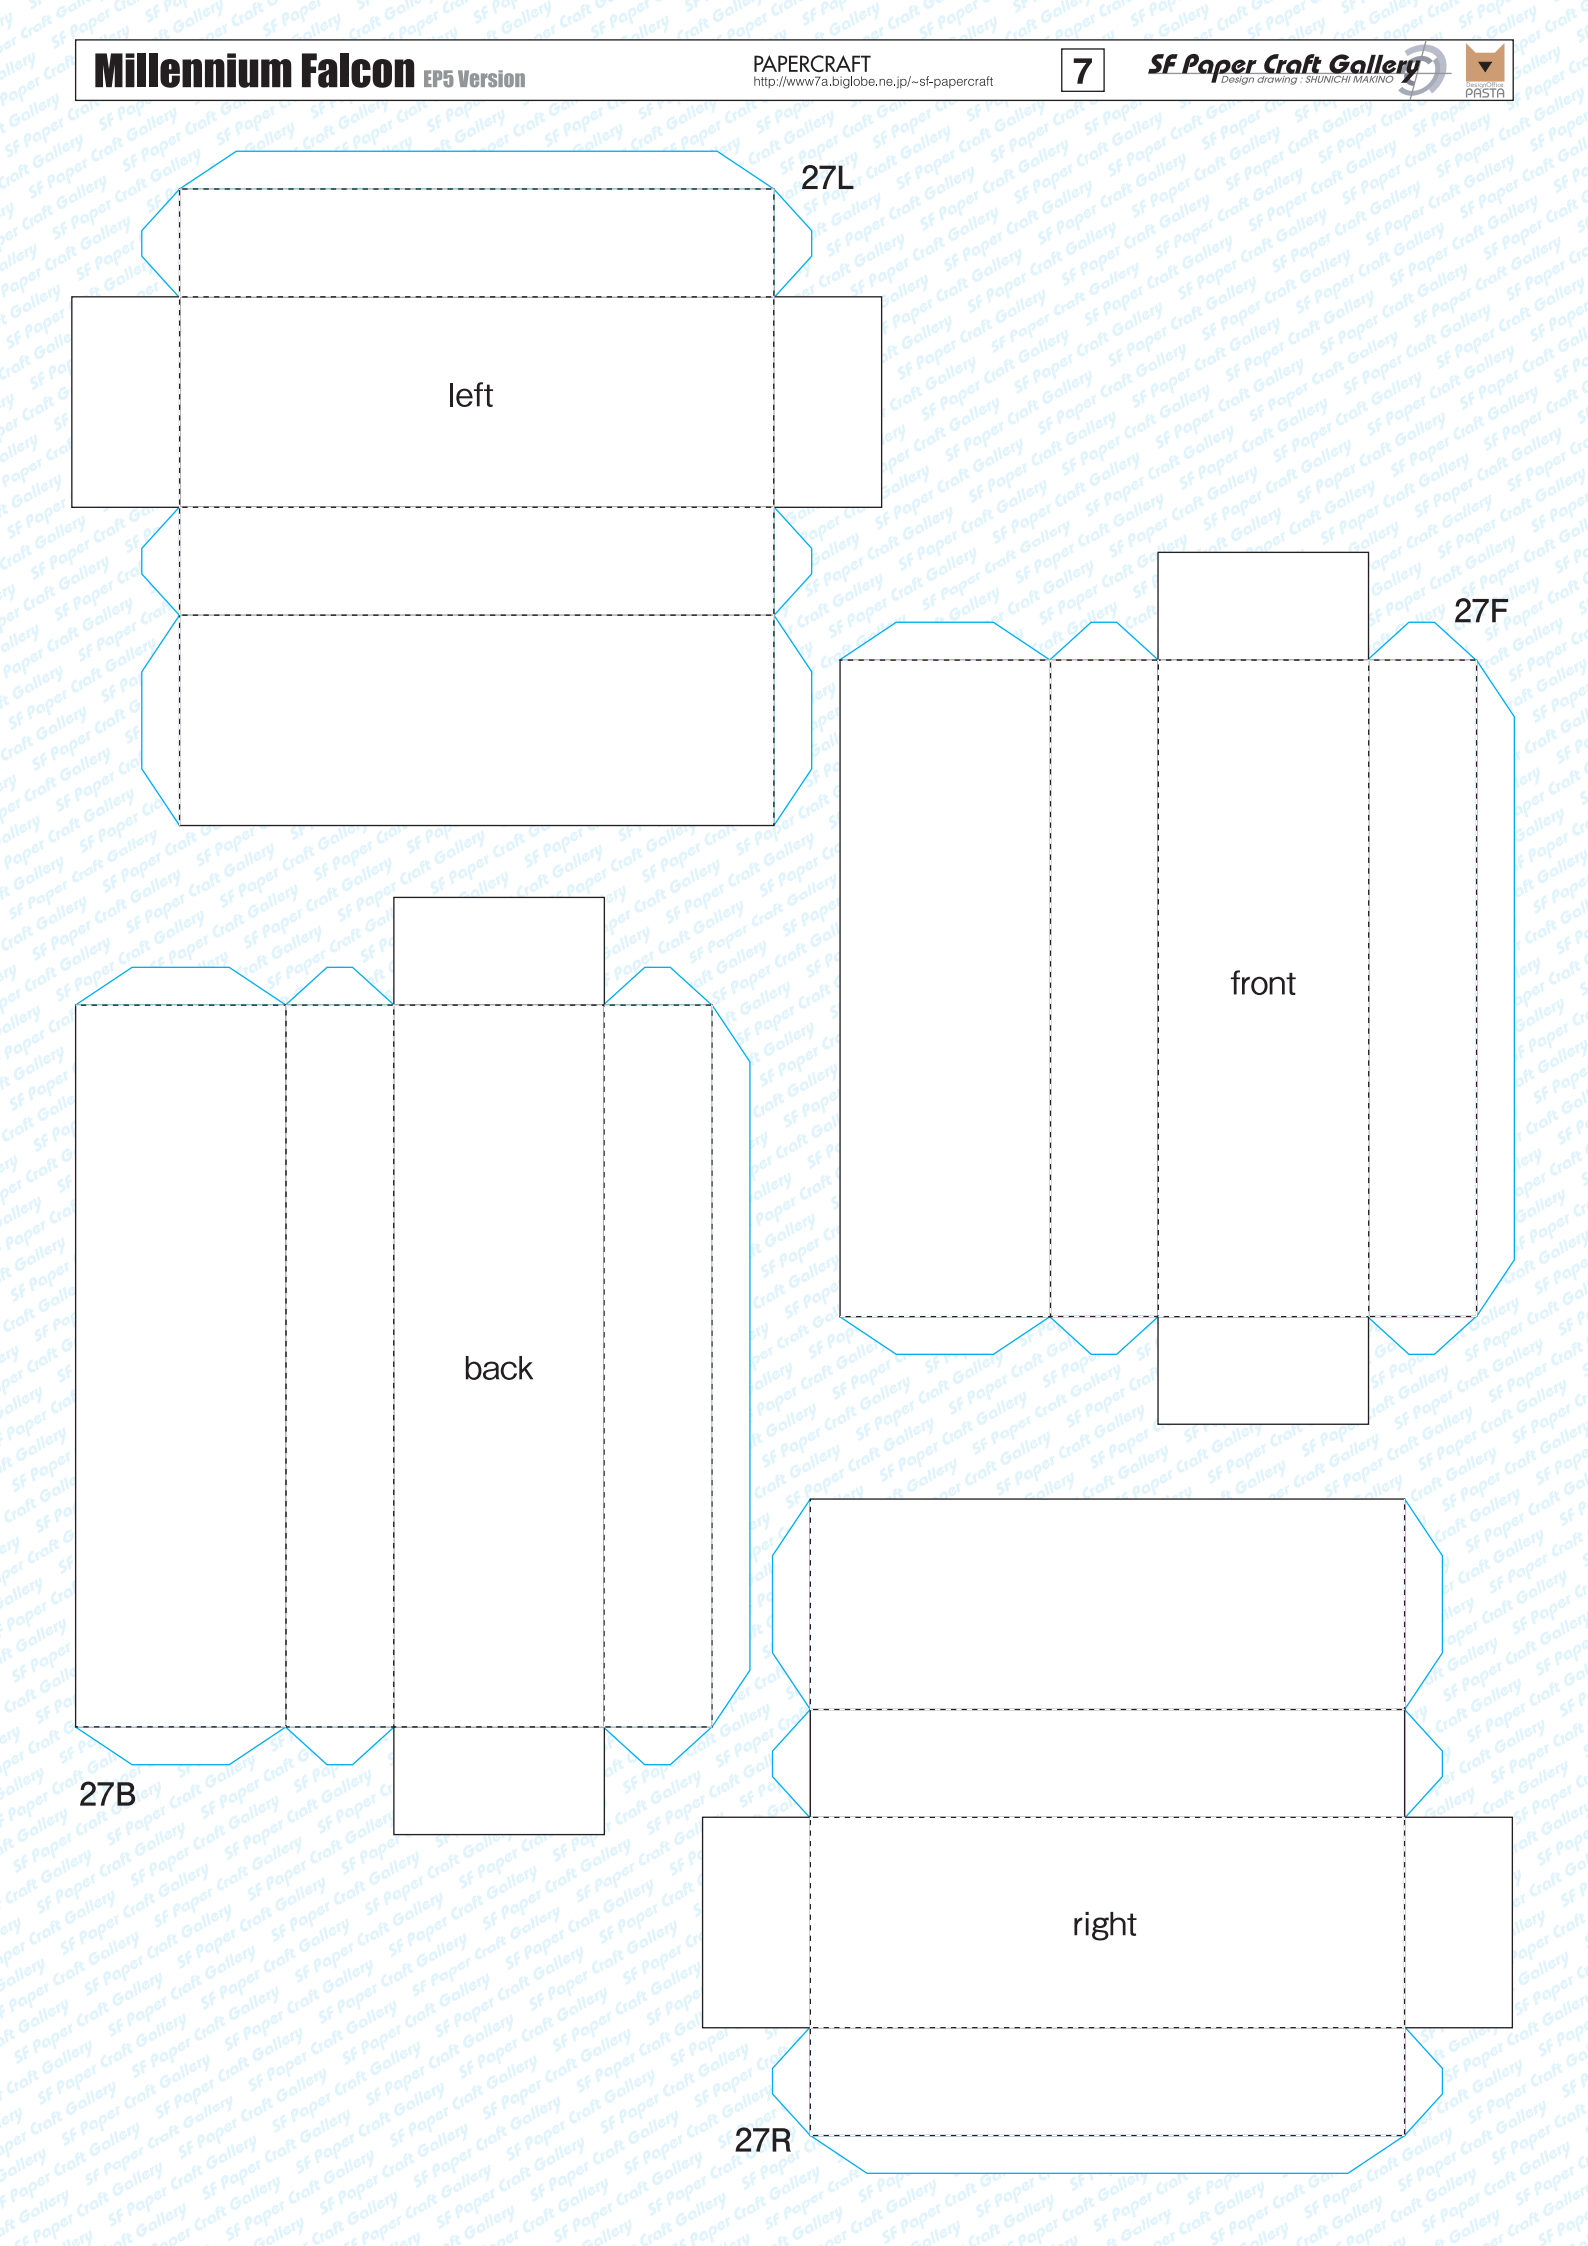 Millennium Falcon EP5 Version
PAPERCRAFT
http://www7a.biglobe.ne.jp/~sf-papercraft
7
SF Paper Craft Gallery
Design drawing : SHUNICHI MAKINO
DesignOffice
PASTA
27L
left
27F
front
back
27B
right
27R